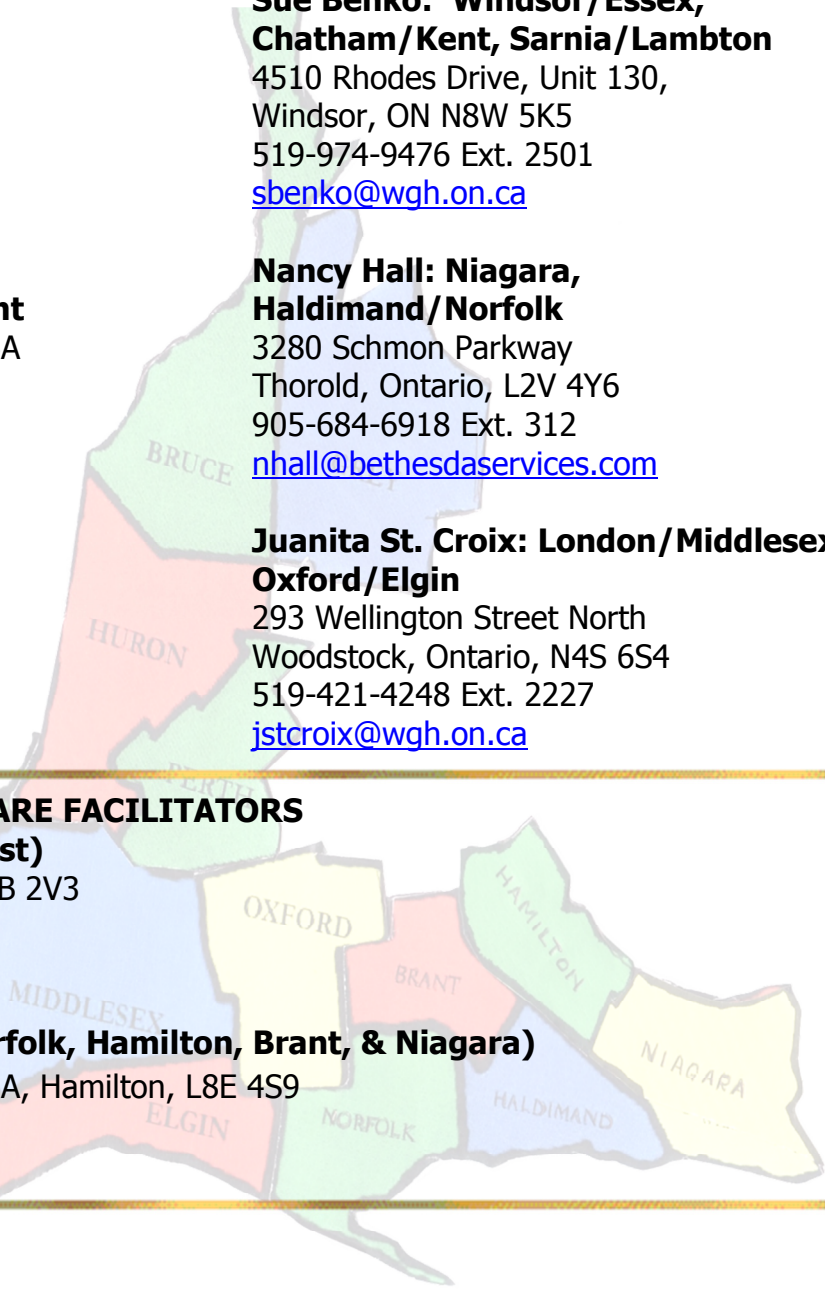 Sue Benko: Windsor/Essex,
Chatham/Kent, Sarnia/Lambton
4510 Rhodes Drive, Unit 130,
Windsor, ON N8W 5K5
519-974-9476 Ext. 2501
sbenko@wgh.on.ca
Nancy Hall: Niagara,
Haldimand/Norfolk
3280 Schmon Parkway
Thorold, Ontario, L2V 4Y6
905-684-6918 Ext. 312
nhall@bethesdaservices.com
Juanita St. Croix: London/Middlesex
Oxford/Elgin
293 Wellington Street North
Woodstock, Ontario, N4S 6S4
519-421-4248 Ext. 2227
jstcroix@wgh.on.ca
nt
A
BRUCE
HURON
PERTH
ARE FACILITATORS
st)
B 2V3
OXFORD
HAMILTON
BRANT
MIDDLESEX
rfolk, Hamilton, Brant, & Niagara)
A, Hamilton, L8E 4S9
NIAGARA
ELGIN
NORFOLK
HALDIMAND